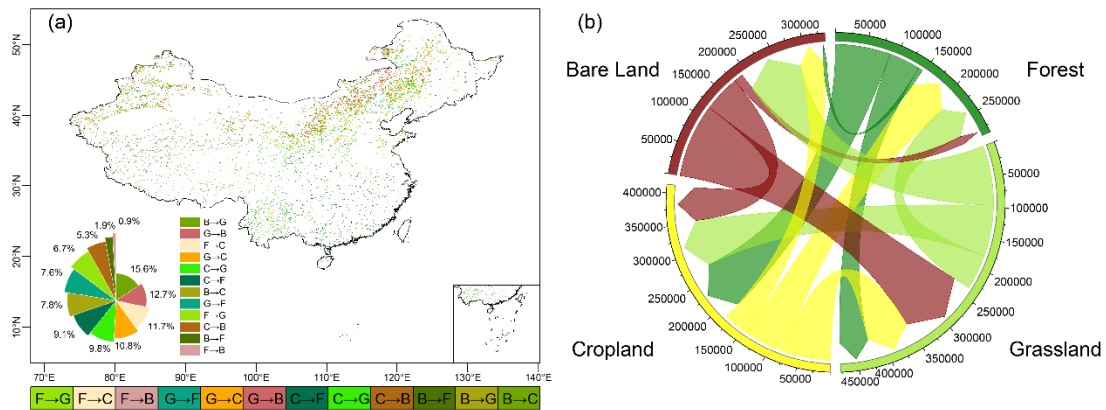 (a)
50°N
40°N
30°N
20°N
10°N
70°E
80°E
90°E
100°E
110°E
120°E
130°E
140°E
0.9%
1.9%
5.3%
6.7%
7.6%
7.8%
9.1%
9.8%
10.8%
11.7%
12.7%
15.6%
B→G
G→B
F→C
G→C
C→G
C→F
B→C
G→F
F→G
C→B
B→F
F→B
F→G
F→C
F→B
G→F
G→C
G→B
C→F
C→G
C→B
B→F
B→G
B→C
(b)
Bare Land
50000
100000
150000
200000
250000
300000
Forest
50000
100000
150000
200000
250000
Grassland
50000
100000
150000
200000
250000
300000
350000
400000
450000
Cropland
50000
100000
150000
200000
250000
300000
350000
400000